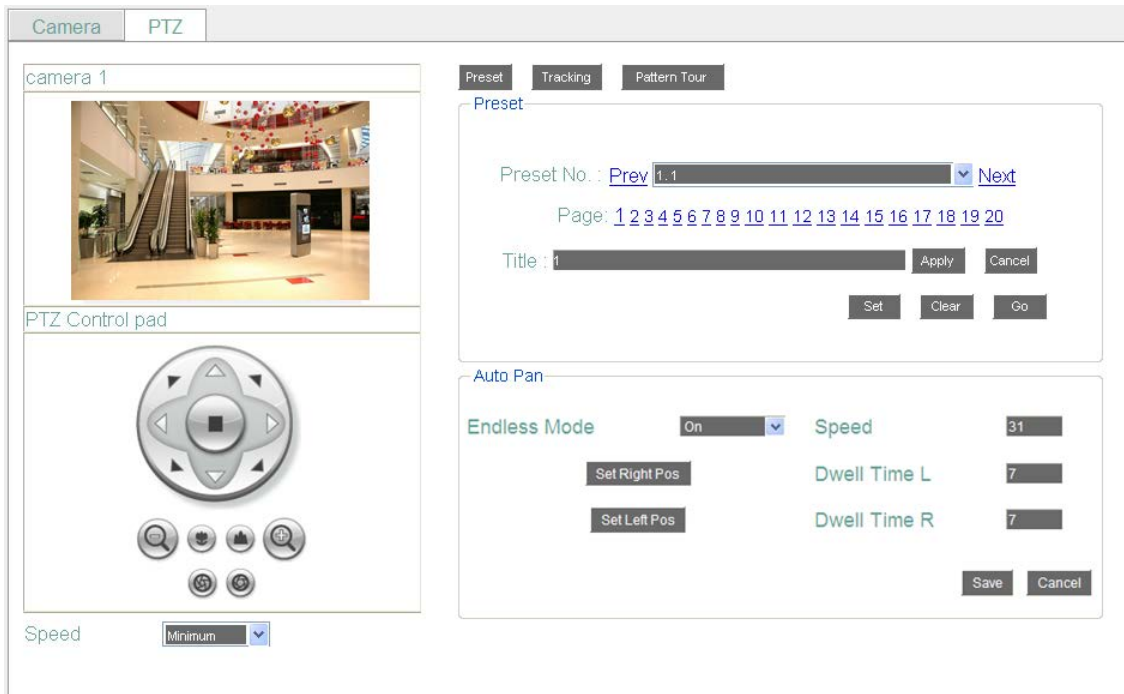 Camera PTZ
camera 1
PTZ Control pad
Speed Minimum
Preset Tracking Pattern Tour
Preset
Preset No. : Prev 1.1 Next
Page: 1 2 3 4 5 6 7 8 9 10 11 12 13 14 15 16 17 18 19 20
Title : 1 Apply Cancel
Set Clear Go
Auto Pan
Endless Mode On Speed 31
Set Right Pos Dwell Time L 7
Set Left Pos Dwell Time R 7
Save Cancel